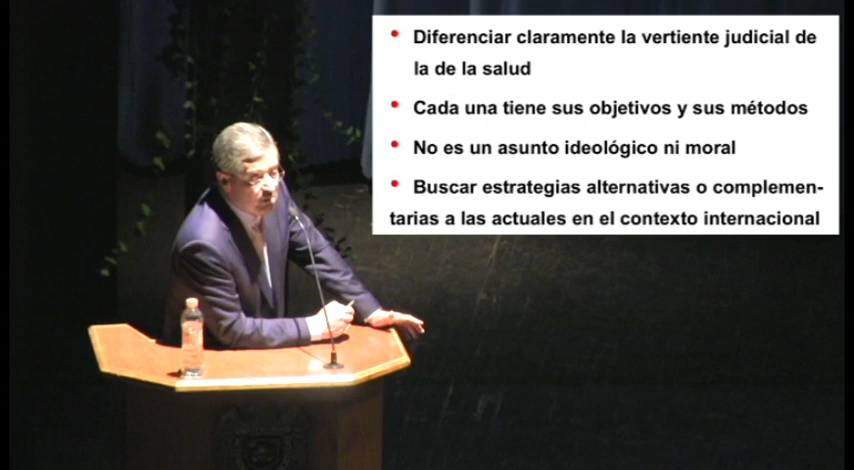 • Diferenciar claramente la vertiente judicial de
la de la salud
• Cada una tiene sus objetivos y sus métodos
• No es un asunto ideológico ni moral
• Buscar estrategias alternativas o complemen-
tarias a las actuales en el contexto internacional